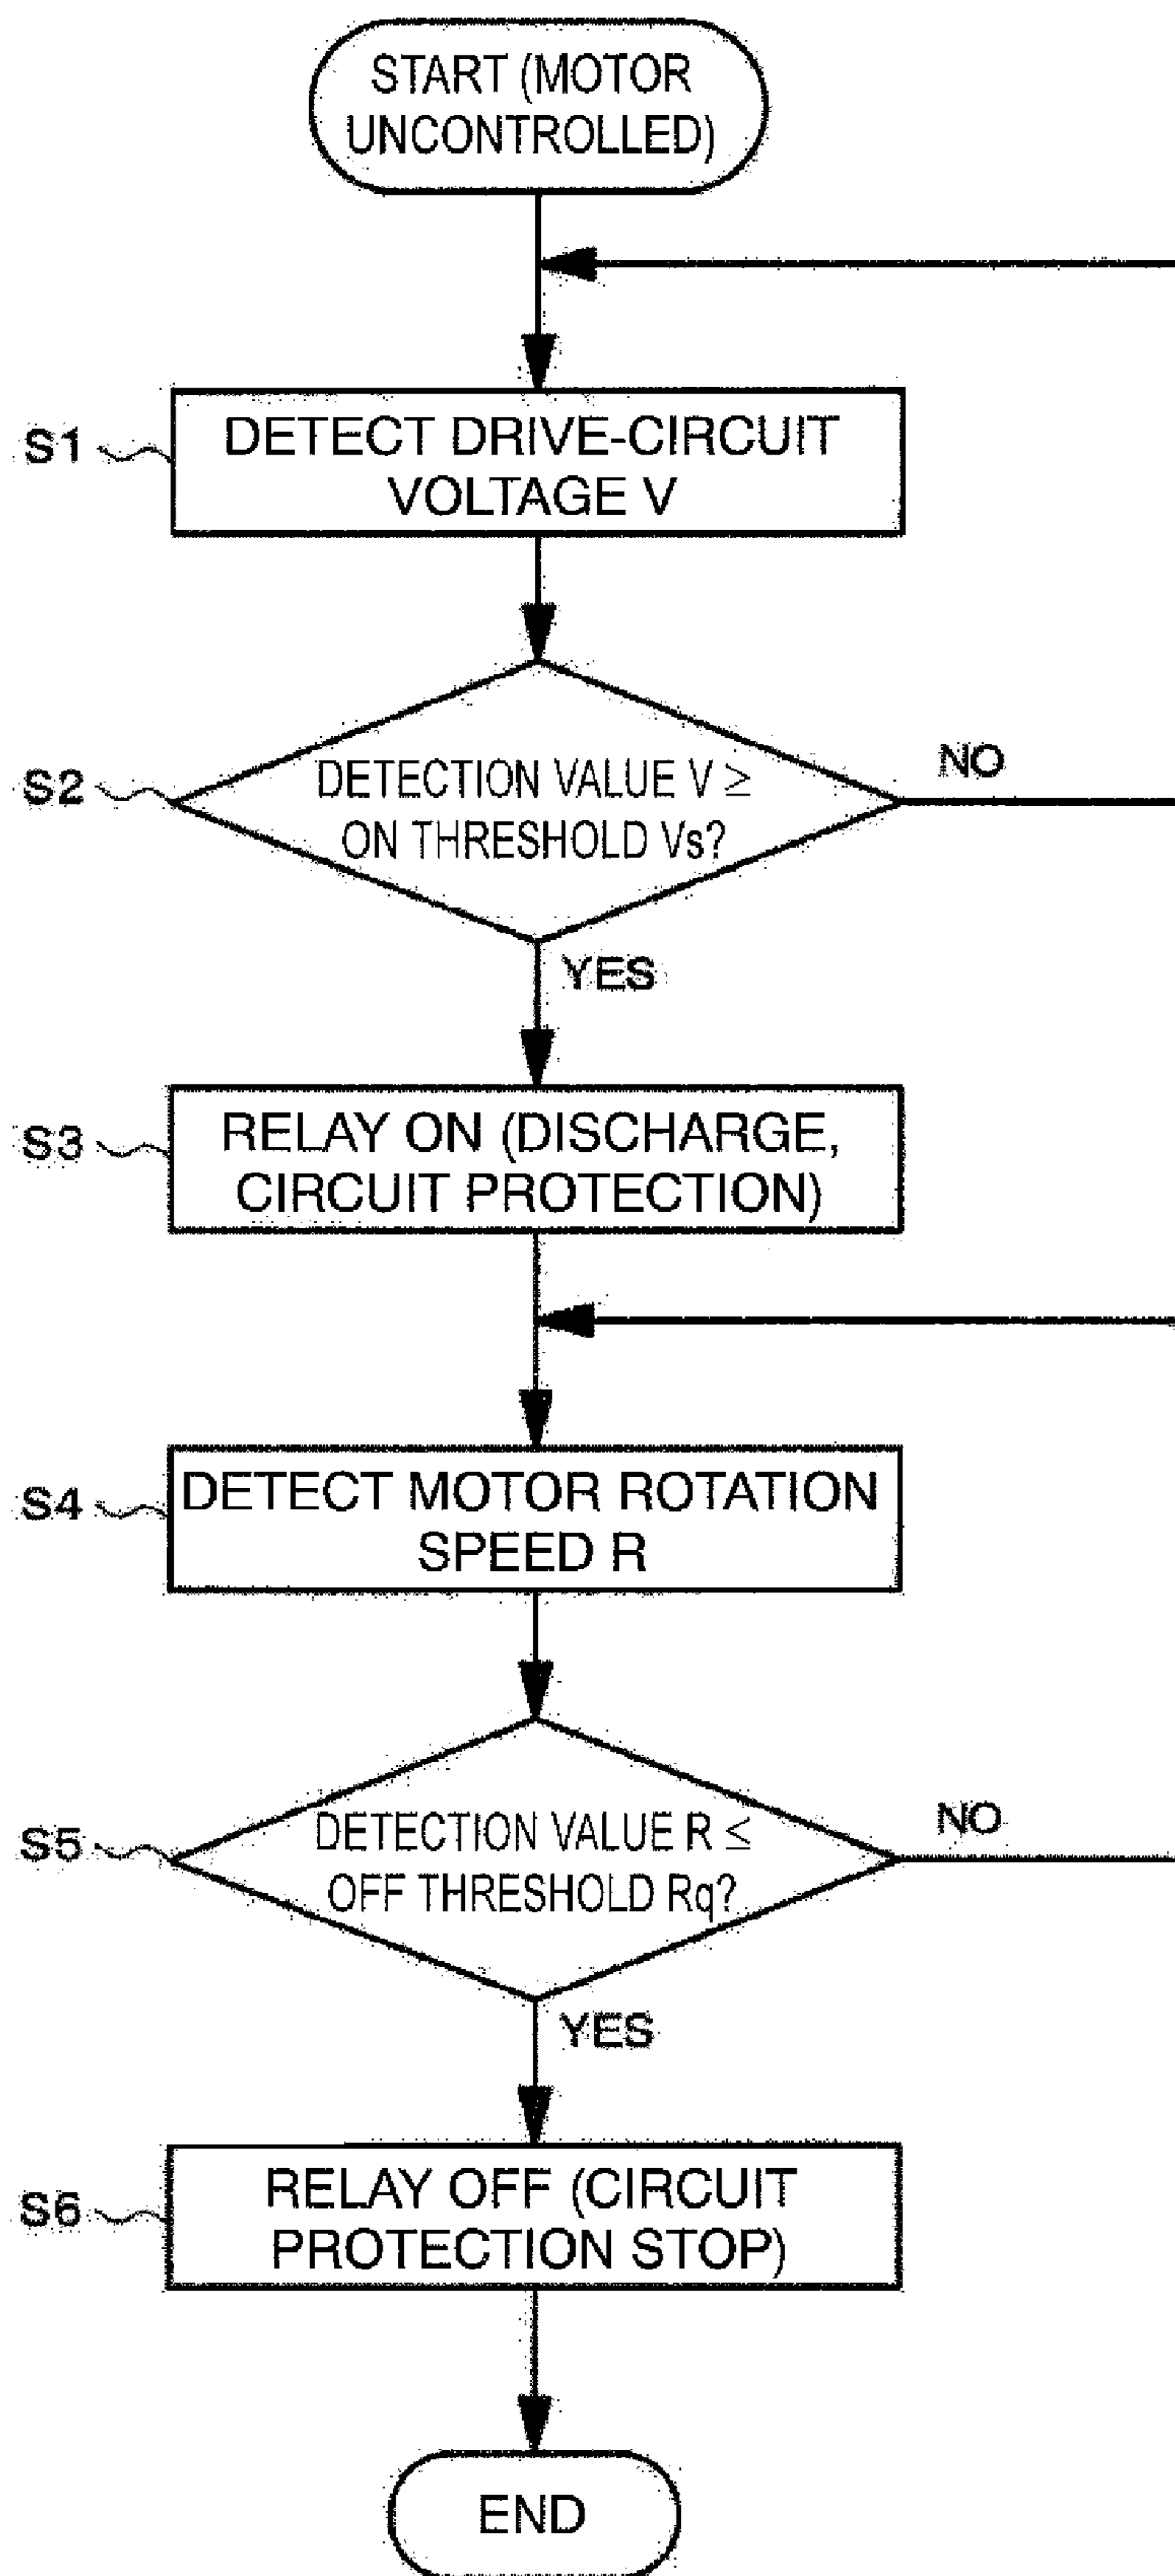 START (MOTOR
UNCONTROLLED)
S1
DETECT DRIVE-CIRCUIT
VOLTAGE V
S2
DETECTION VALUE V ≥
ON THRESHOLD Vs?
NO
YES
S3
RELAY ON (DISCHARGE,
CIRCUIT PROTECTION)
S4
DETECT MOTOR ROTATION
SPEED R
S5
DETECTION VALUE R ≤
OFF THRESHOLD Rq?
NO
YES
S6
RELAY OFF (CIRCUIT
PROTECTION STOP)
END